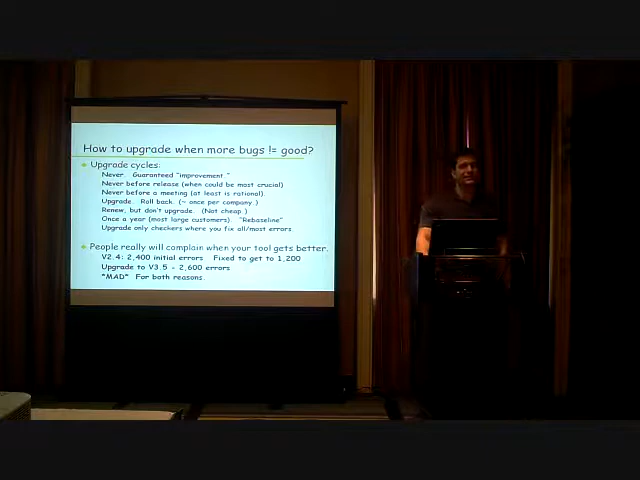 How to upgrade when more bugs != good?
Upgrade cycles:
Never. Guaranteed "improvement."
Never before release (when could be most crucial)
Never before a meeting (at least is rational).
Upgrade. Roll back. (~ once per company.)
Renew, but don't upgrade. (Not cheap.)
Once a year (most large customers). "Rebaseline"
Upgrade only checkers where you fix all/most errors.
People really will complain when your tool gets better.
V2.4: 2,400 initial errors. Fixed to get to 1,200
Upgrade to V3.5 = 2,600 errors
*MAD* For both reasons.